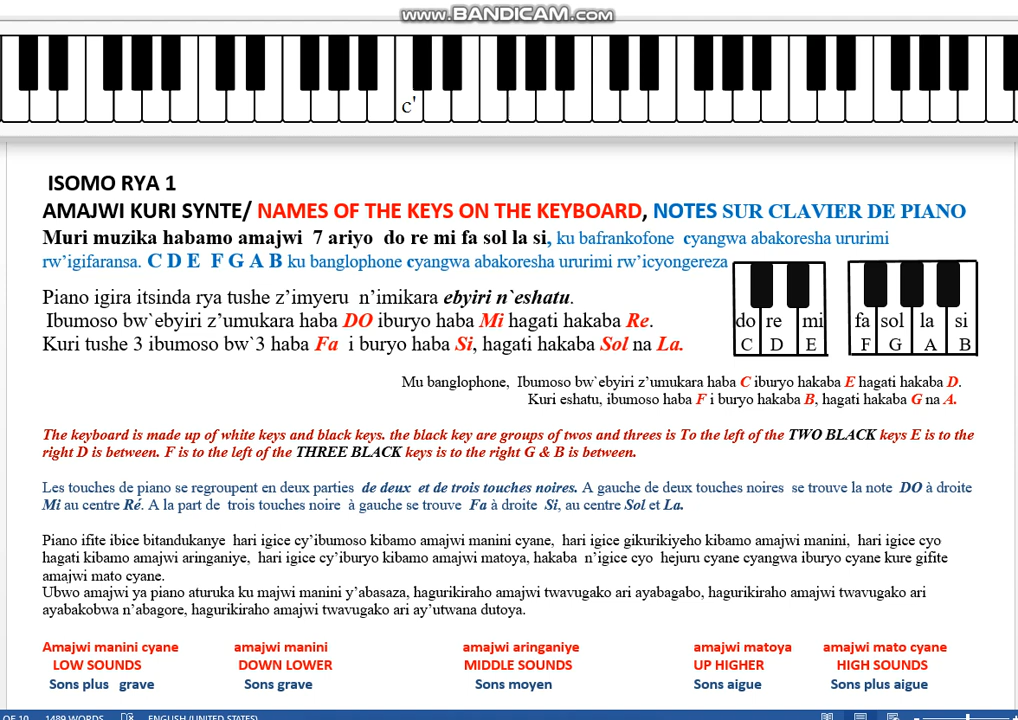 www.BANDICAM.com
c'
ISOMO RYA 1
AMAJWI KURI SYNTE/ NAMES OF THE KEYS ON THE KEYBOARD, NOTES SUR CLAVIER DE PIANO
Muri muzika habamo amajwi 7 ariyo do re mi fa sol la si, ku bafrankofone cyangwa abakoresha ururimi
rw'igifaransa. C D E F G A B ku banglophone cyangwa abakoresha ururimi rw'icyongereza
Piano igira itsinda rya tushe z'imyeru n'imikara ebyiri n`eshatu.
Ibumoso bw`ebyiri z'umukara haba DO iburyo haba Mi hagati hakaba Re.
Kuri tushe 3 ibumoso bw`3 haba Fa i buryo haba Si, hagati hakaba Sol na La.
do re mi fa sol la si
C D E F G A B
Mu banglophone, Ibumoso bw`ebyiri z'umukara haba C iburyo hakaba E hagati hakaba D.
Kuri eshatu, ibumoso haba F i buryo hakaba B, hagati hakaba G na A.
The keyboard is made up of white keys and black keys. the black key are groups of twos and threes is To the left of the TWO BLACK keys E is to the
right D is between. F is to the left of the THREE BLACK keys is to the right G & B is between.
Les touches de piano se regroupent en deux parties de deux et de trois touches noires. A gauche de deux touches noires se trouve la note DO à droite
Mi au centre Ré. A la part de trois touches noire à gauche se trouve Fa à droite Si, au centre Sol et La.
Piano ifite ibice bitandukanye hari igice cy'ibumoso kibamo amajwi manini cyane, hari igice gikurikiyeho kibamo amajwi manini, hari igice cyo
hagati kibamo amajwi aringaniye, hari igice cy'iburyo kibamo amajwi matoya, hakaba n'igice cyo hejuru cyane cyangwa iburyo cyane kure gifite
amajwi mato cyane.
Ubwo amajwi ya piano aturuka ku majwi manini y'abasaza, hagurikiraho amajwi twavugako ari ayabagabo, hagurikiraho amajwi twavugako ari
ayabakobwa n'abagore, hagurikiraho amajwi twavugako ari ay'utwana dutoya.
Amajwi manini cyane amajwi manini amajwi aringaniye amajwi matoya amajwi mato cyane
LOW SOUNDS DOWN LOWER MIDDLE SOUNDS UP HIGHER HIGH SOUNDS
Sons plus grave Sons grave Sons moyen Sons aigue Sons plus aigue
OF 10 1489 WORDS ENGLISH (UNITED STATES)